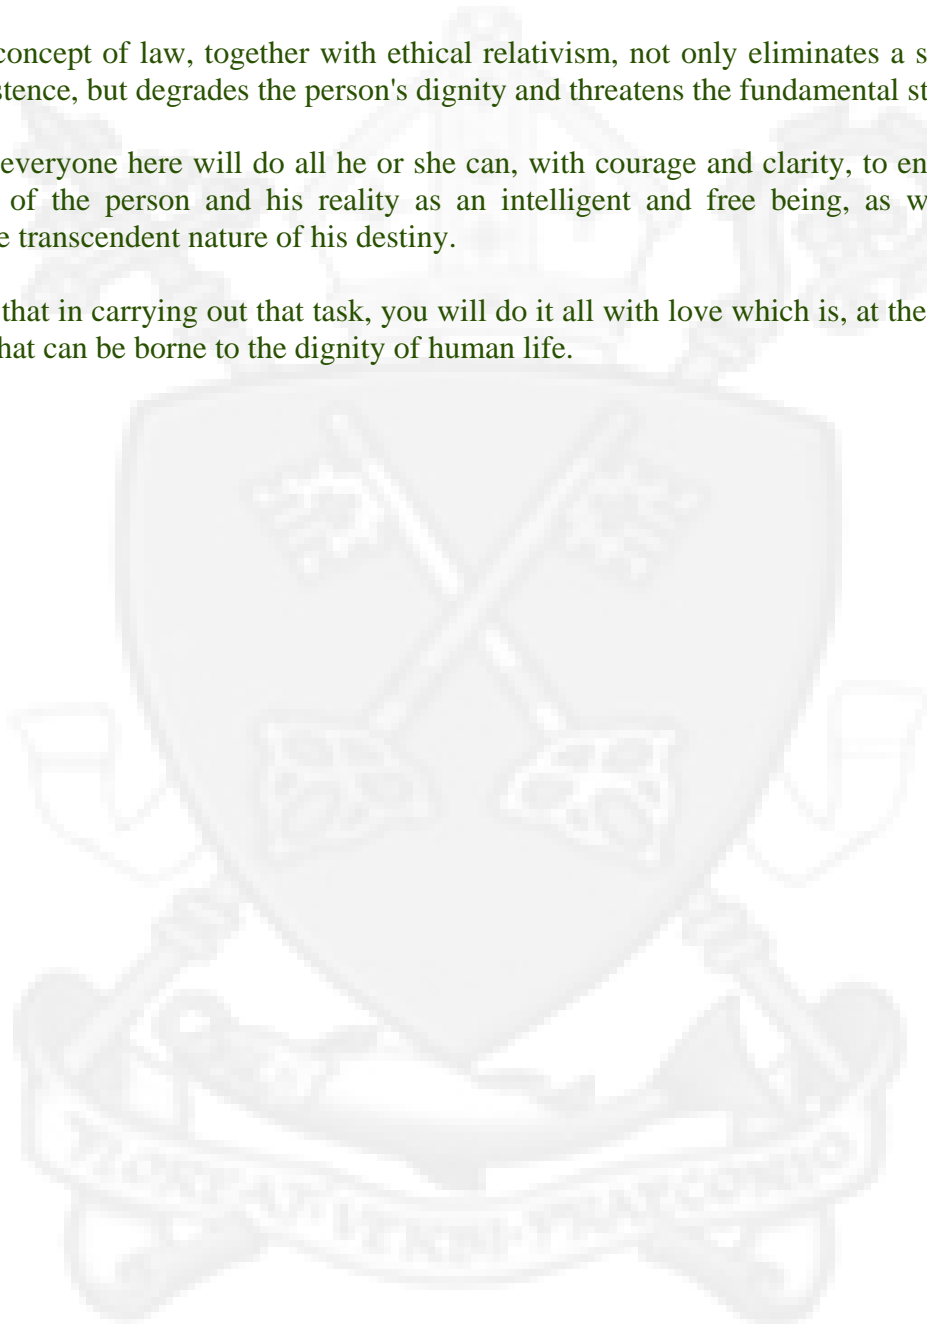 concept of law, together with ethical relativism, not only eliminates a s
stence, but degrades the person's dignity and threatens the fundamental st
everyone here will do all he or she can, with courage and clarity, to en
of the person and his reality as an intelligent and free being, as w
e transcendent nature of his destiny.
that in carrying out that task, you will do it all with love which is, at the
hat can be borne to the dignity of human life.